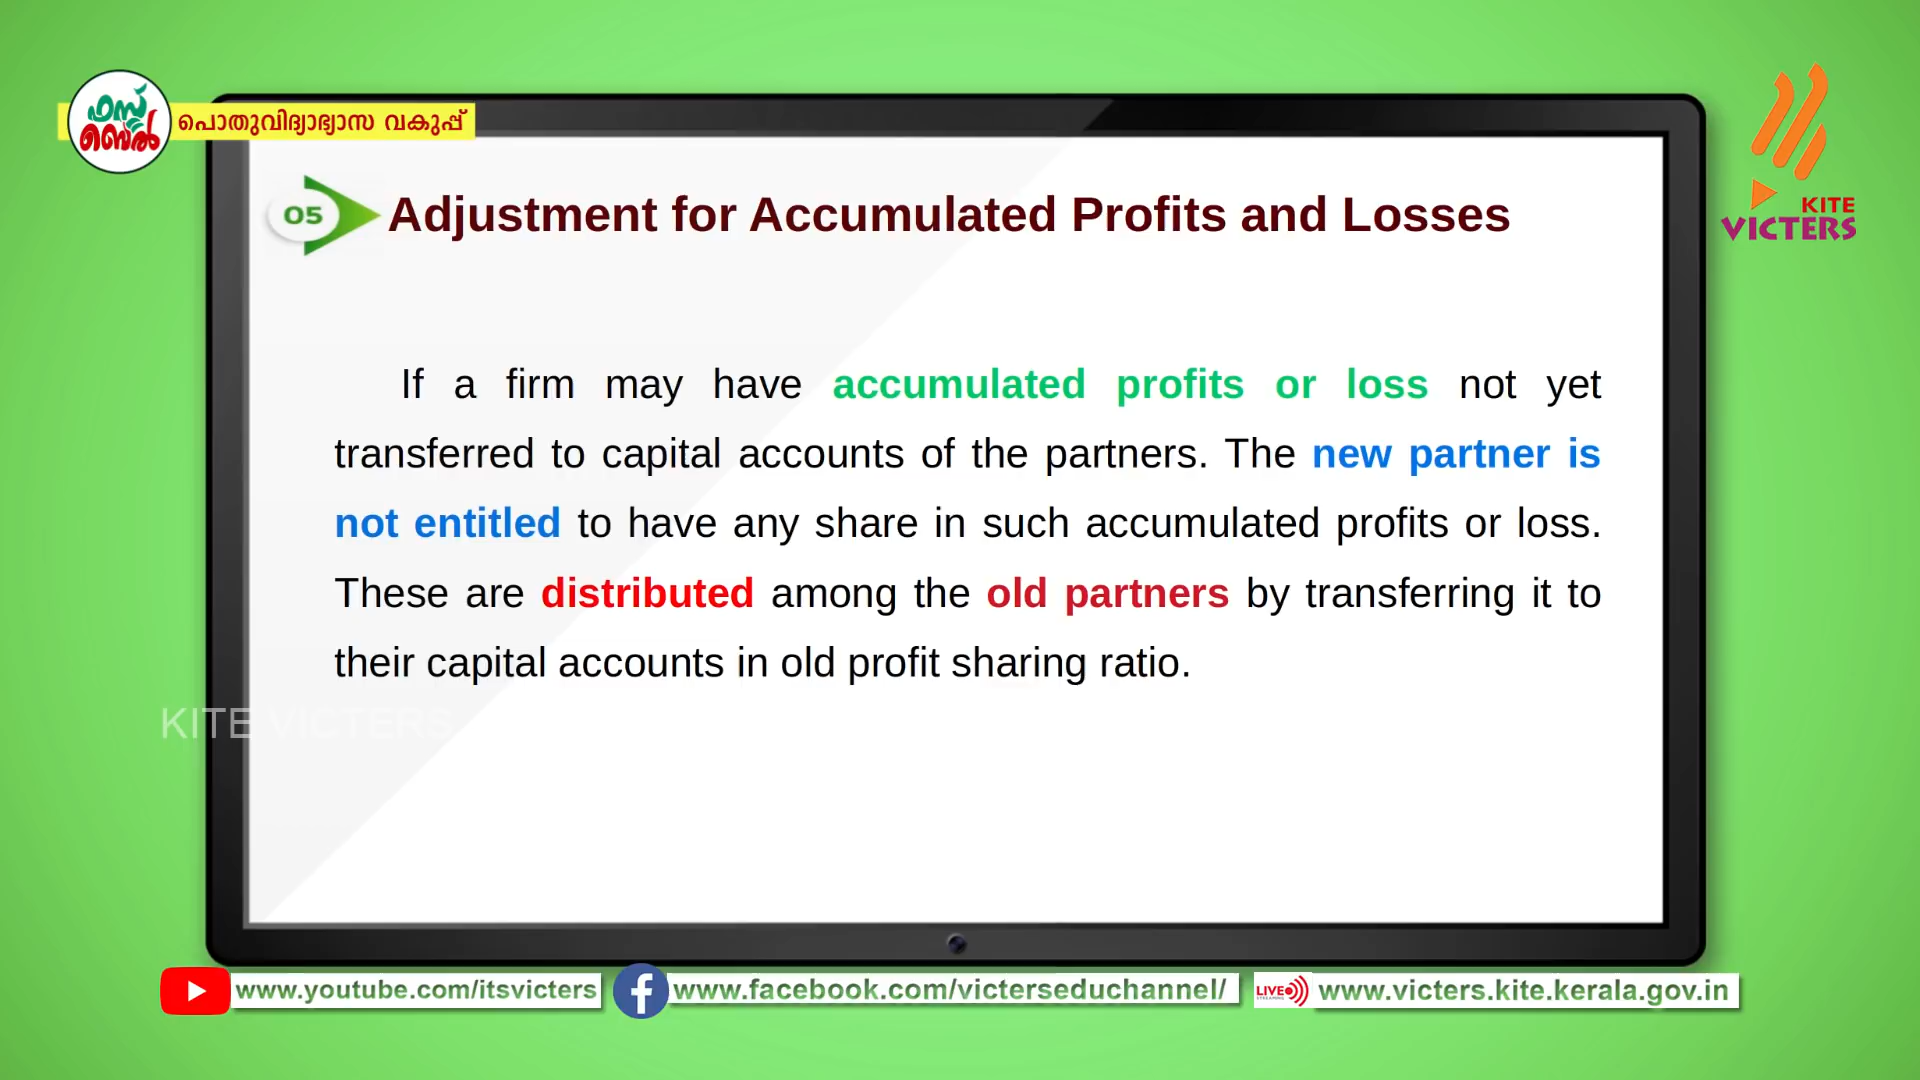 ഫസ്റ്റ്
ബെൽ
പൊതുവിദ്യാഭ്യാസ വകുപ്പ്
KITE
VICTERS
05
Adjustment for Accumulated Profits and Losses
If a firm may have accumulated profits or loss not yet
transferred to capital accounts of the partners. The new partner is
not entitled to have any share in such accumulated profits or loss.
These are distributed among the old partners by transferring it to
their capital accounts in old profit sharing ratio.
KITE VICTERS
www.youtube.com/itsvicters
www.facebook.com/victerseduchannel/
LIVE
STREAMING
www.victers.kite.kerala.gov.in